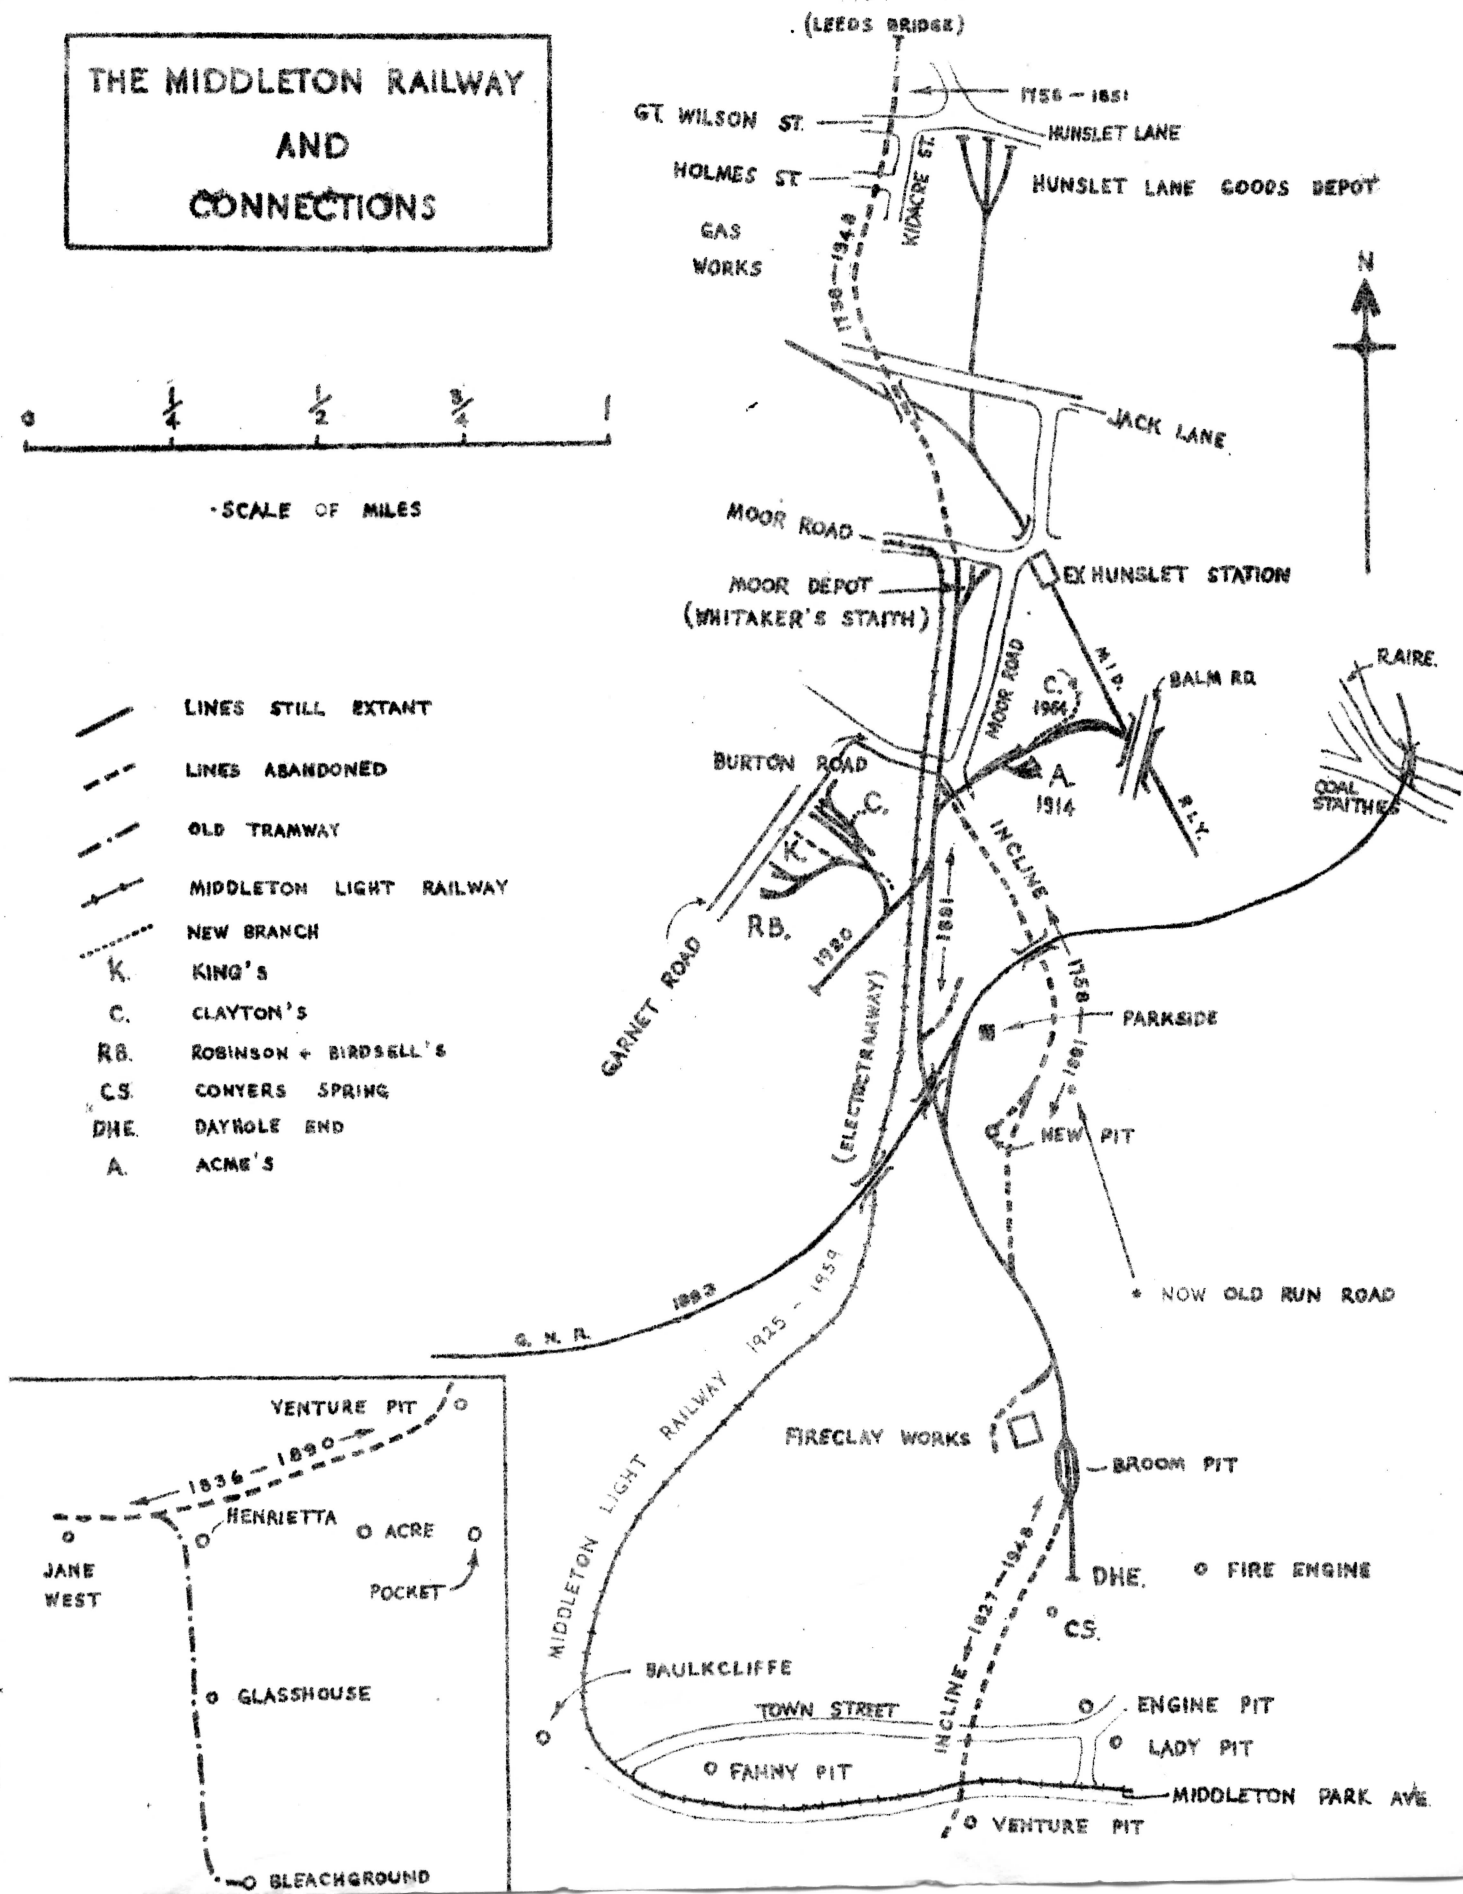 THE MIDDLETON RAILWAY
AND
CONNECTIONS
(LEEDS BRIDGE)
1756 - 1851
GT. WILSON ST.
HUNSLET LANE
HOLMES ST.
KIDACRE ST.
HUNSLET LANE GOODS DEPOT
GAS
WORKS
1758-1948
N
0
1/4
1/2
3/4
1
SCALE OF MILES
JACK LANE
MOOR ROAD
MOOR DEPOT
(WHITAKER'S STAITH)
EX HUNSLET STATION
MOOR ROAD
MID.
RLY.
C.
1964
BALM RD
RAIRE.
COAL
STAITHES
A.
1914
BURTON ROAD
C.
K.
RB.
1920
GARNET ROAD
INCLINE
1881
1758 - 1881
(ELECTRAMWAY)
PARKSIDE
NEW PIT
NOW OLD RUN ROAD
LINES STILL EXTANT
LINES ABANDONED
OLD TRAMWAY
MIDDLETON LIGHT RAILWAY
NEW BRANCH
K. KING'S
C. CLAYTON'S
RB. ROBINSON + BIRDSELL'S
CS. CONYERS SPRING
DHE. DAYHOLE END
A. ACME'S
G.N.R.
1883
MIDDLETON LIGHT RAILWAY 1925 - 1959
FIRECLAY WORKS
BROOM PIT
DHE.
FIRE ENGINE
CS.
INCLINE 1827-1948
BAULKCLIFFE
TOWN STREET
ENGINE PIT
LADY PIT
FANNY PIT
MIDDLETON PARK AVE.
VENTURE PIT
VENTURE PIT
1836 - 1890
HENRIETTA
ACRE
JANE
WEST
POCKET
GLASSHOUSE
BLEACHGROUND